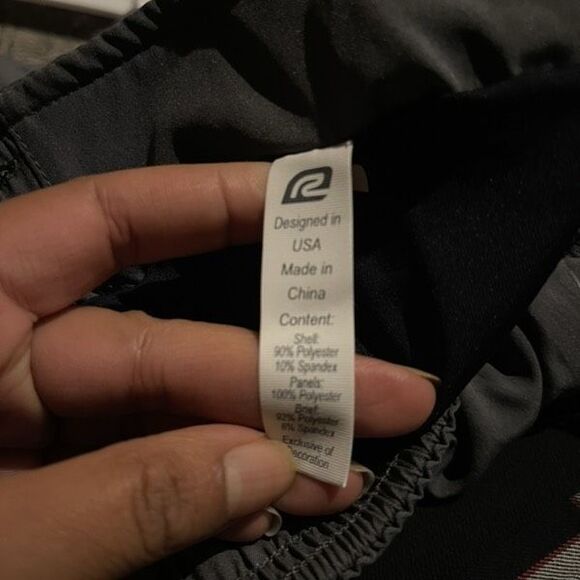 Designed in
USA
Made in
China
Content:
Shell:
90% Polyester
10% Spandex
Panels:
100% Polyester
Brief:
92% Polyester
8% Spandex
Exclusive of
Decoration